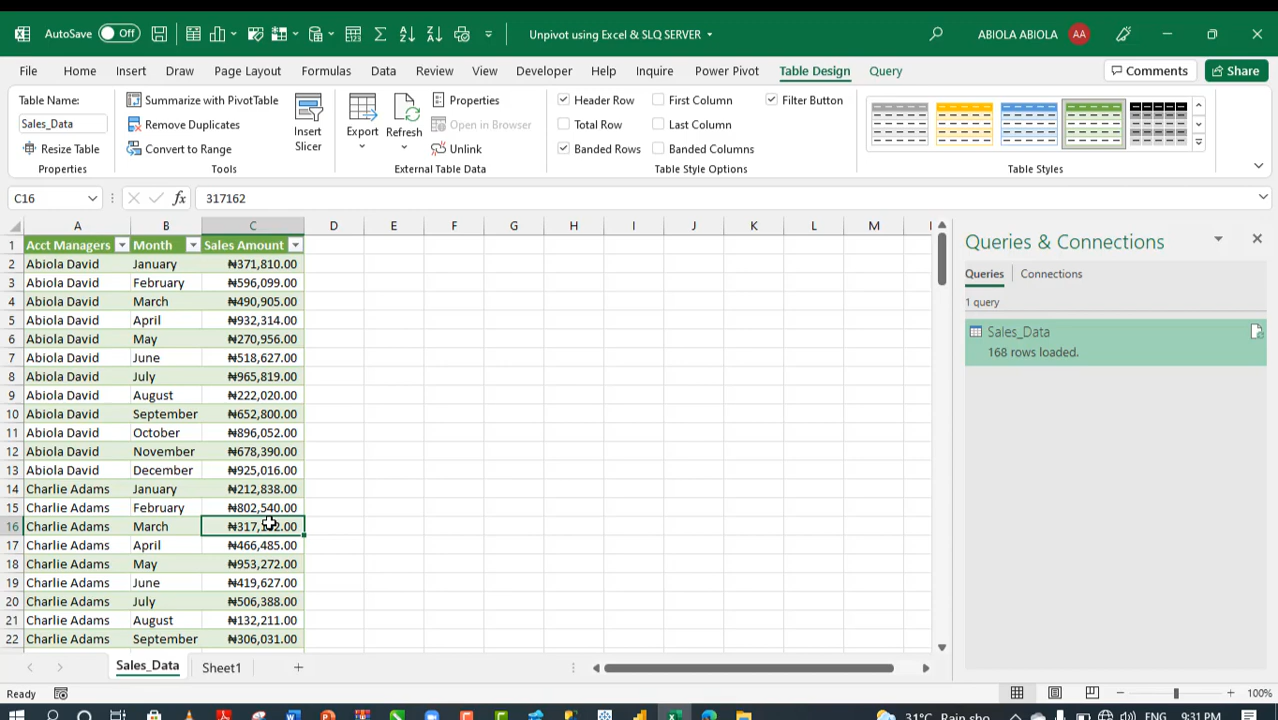 AutoSave Off Unpivot using Excel & SLQ SERVER ABIOLA ABIOLA AA
File Home Insert Draw Page Layout Formulas Data Review View Developer Help Inquire Power Pivot Table Design Query Comments Share
Table Name:
Sales_Data
Resize Table
Properties
Summarize with PivotTable
Remove Duplicates
Convert to Range
Tools
Insert Slicer
Export
Refresh
Properties
Open in Browser
Unlink
External Table Data
Header Row First Column Filter Button
Total Row Last Column
Banded Rows Banded Columns
Table Style Options
Table Styles
C16 fx 317162
A B C D E F G H I J K L M
1 Acct Managers Month Sales Amount
2 Abiola David January ₦371,810.00
3 Abiola David February ₦596,099.00
4 Abiola David March ₦490,905.00
5 Abiola David April ₦932,314.00
6 Abiola David May ₦270,956.00
7 Abiola David June ₦518,627.00
8 Abiola David July ₦965,819.00
9 Abiola David August ₦222,020.00
10 Abiola David September ₦652,800.00
11 Abiola David October ₦896,052.00
12 Abiola David November ₦678,390.00
13 Abiola David December ₦925,016.00
14 Charlie Adams January ₦212,838.00
15 Charlie Adams February ₦802,540.00
16 Charlie Adams March ₦317,162.00
17 Charlie Adams April ₦466,485.00
18 Charlie Adams May ₦953,272.00
19 Charlie Adams June ₦419,627.00
20 Charlie Adams July ₦506,388.00
21 Charlie Adams August ₦132,211.00
22 Charlie Adams September ₦306,031.00
Queries & Connections
Queries Connections
1 query
Sales_Data
168 rows loaded.
Sales_Data Sheet1
Ready 100%
31°C Rain sho ENG 9:31 PM